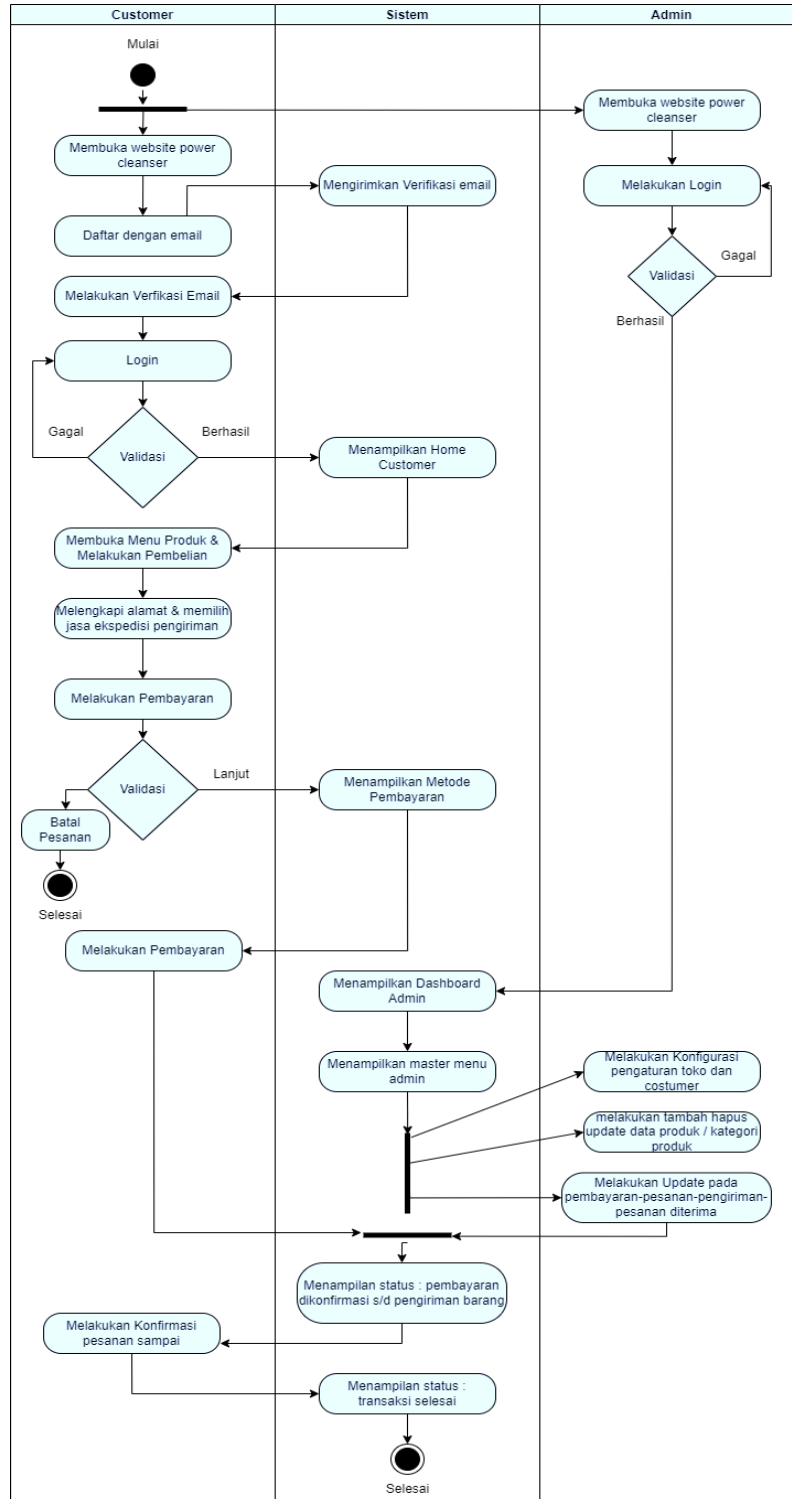 Customer
Sistem
Admin
Mulai
Membuka website power
cleanser
Membuka website power
cleanser
Mengirimkan Verifikasi email
Melakukan Login
Daftar dengan email
Gagal
Validasi
Melakukan Verfikasi Email
Berhasil
Login
Gagal
Berhasil
Validasi
Menampilkan Home
Customer
Membuka Menu Produk &
Melakukan Pembelian
Melengkapi alamat & memilih
jasa ekspedisi pengiriman
Melakukan Pembayaran
Lanjut
Validasi
Menampilkan Metode
Pembayaran
Batal
Pesanan
Selesai
Melakukan Pembayaran
Menampilkan Dashboard
Admin
Menampilkan master menu
admin
Melakukan Konfigurasi
pengaturan toko dan
costumer
melakukan tambah hapus
update data produk / kategori
produk
Melakukan Update pada
pembayaran-pesanan-pengiriman-
pesanan diterima
Menampilan status : pembayaran
dikonfirmasi s/d pengiriman barang
Melakukan Konfirmasi
pesanan sampai
Menampilan status :
transaksi selesai
Selesai